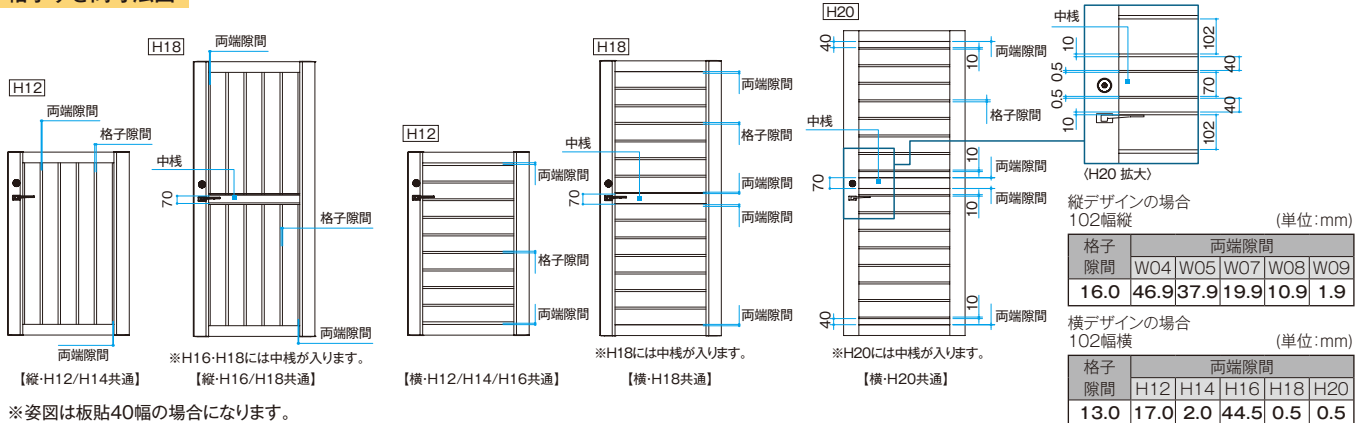 H12
両端隙間
格子隙間
両端隙間
【縦・H12/H14共通】
H18
両端隙間
中桟
70
格子隙間
両端隙間
※H16・H18には中桟が入ります。
【縦・H16/H18共通】
H12
両端隙間
格子隙間
両端隙間
【横・H12/H14/H16共通】
H18
両端隙間
格子隙間
中桟
両端隙間
70
両端隙間
両端隙間
※H18には中桟が入ります。
【横・H18共通】
H20
40
両端隙間
10
格子隙間
中桟
10
両端隙間
70
両端隙間
10
10
両端隙間
40
※H20には中桟が入ります。
【横・H20共通】
中桟
102
10
40
0.5
70
0.5
40
10
102
〈H20 拡大〉
縦デザインの場合
102幅縦 (単位:mm)
格子隙間 両端隙間
W04 W05 W07 W08 W09
16.0 46.9 37.9 19.9 10.9 1.9
横デザインの場合
102幅横 (単位:mm)
格子隙間 両端隙間
H12 H14 H16 H18 H20
13.0 17.0 2.0 44.5 0.5 0.5
※姿図は板貼40幅の場合になります。